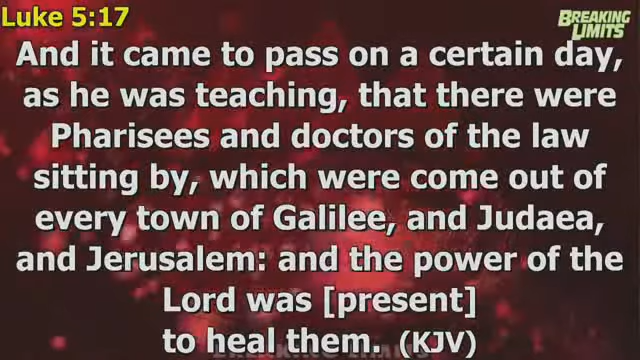 Luke 5:17
BREAKING
LIMITS
And it came to pass on a certain day,
as he was teaching, that there were
Pharisees and doctors of the law
sitting by, which were come out of
every town of Galilee, and Judaea,
and Jerusalem: and the power of the
Lord was [present]
to heal them. (KJV)